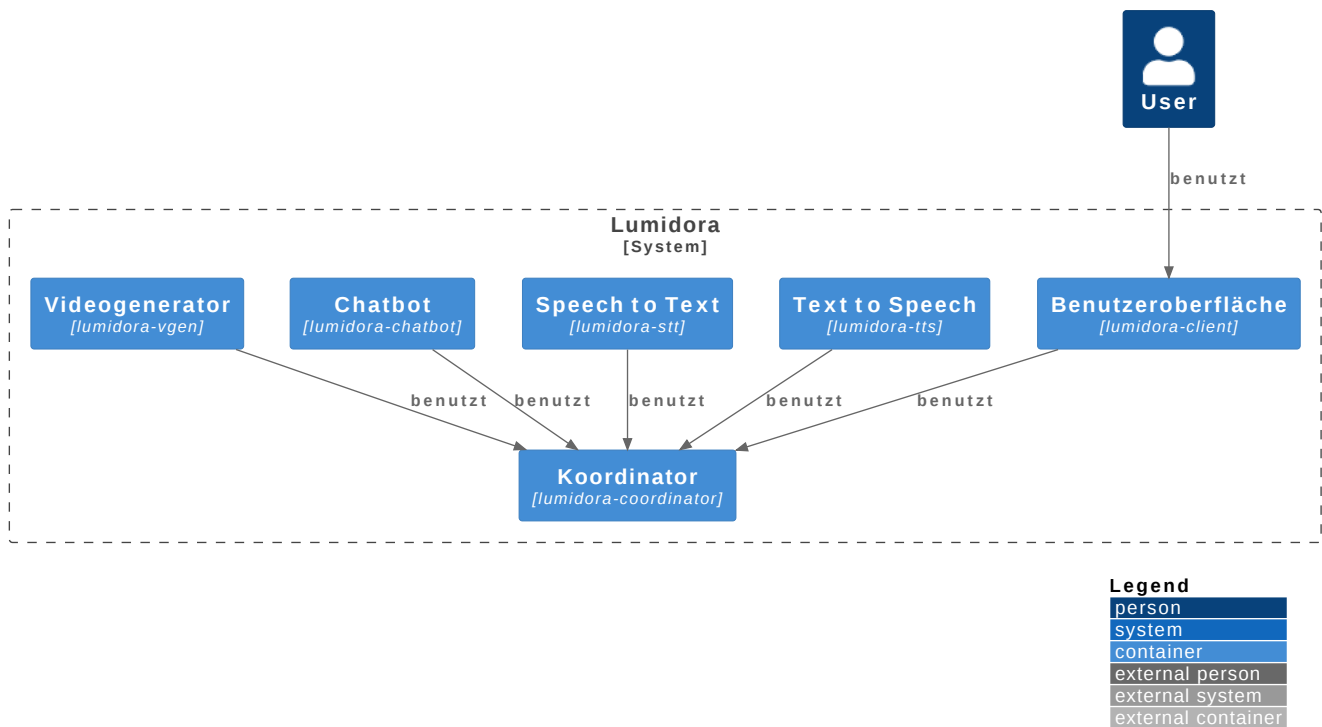 User
benutzt
Lumidora
[System]
Videogenerator
[lumidora-vgen]
Chatbot
[lumidora-chatbot]
Speech to Text
[lumidora-stt]
Text to Speech
[lumidora-tts]
Benutzeroberfläche
[lumidora-client]
benutzt
benutzt
benutzt
benutzt
benutzt
Koordinator
[lumidora-coordinator]
Legend
person
system
container
external person
external system
external container